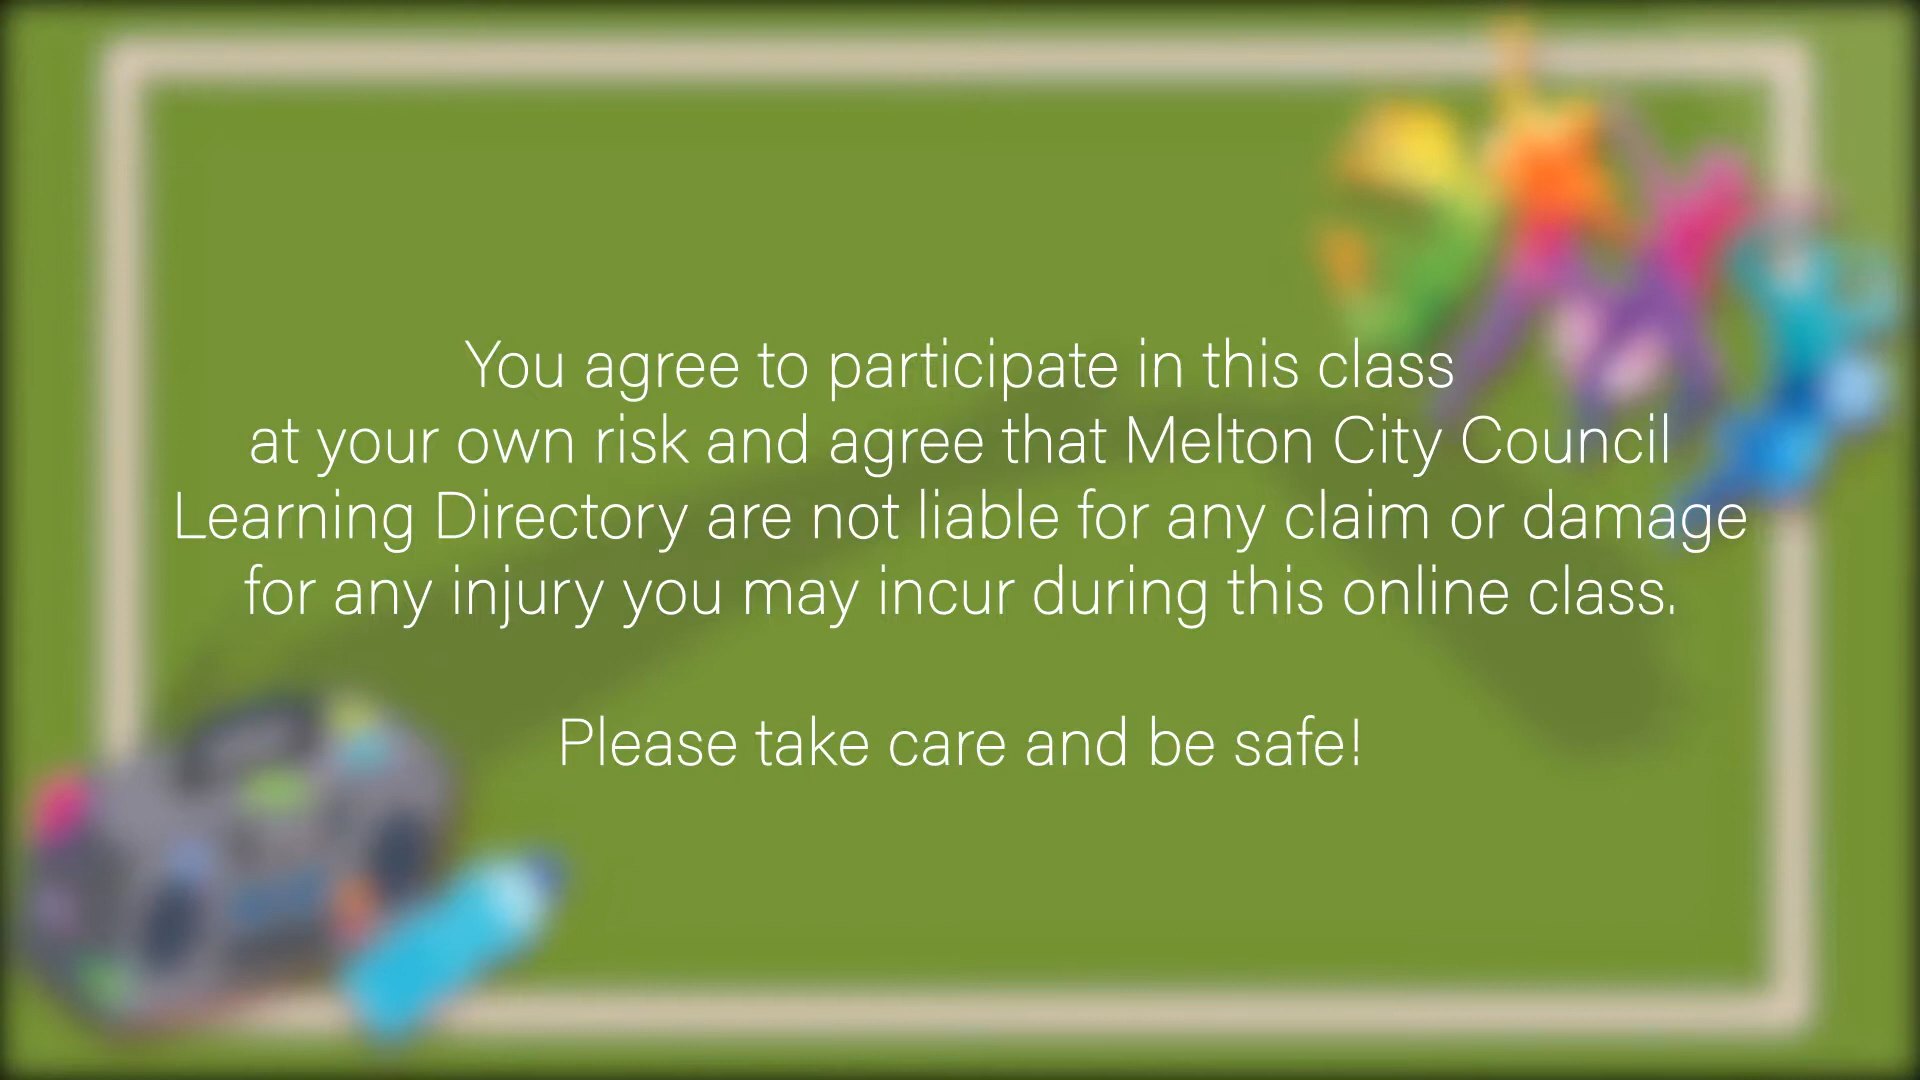 You agree to participate in this class
at your own risk and agree that Melton City Council
Learning Directory are not liable for any claim or damage
for any injury you may incur during this online class.
Please take care and be safe!